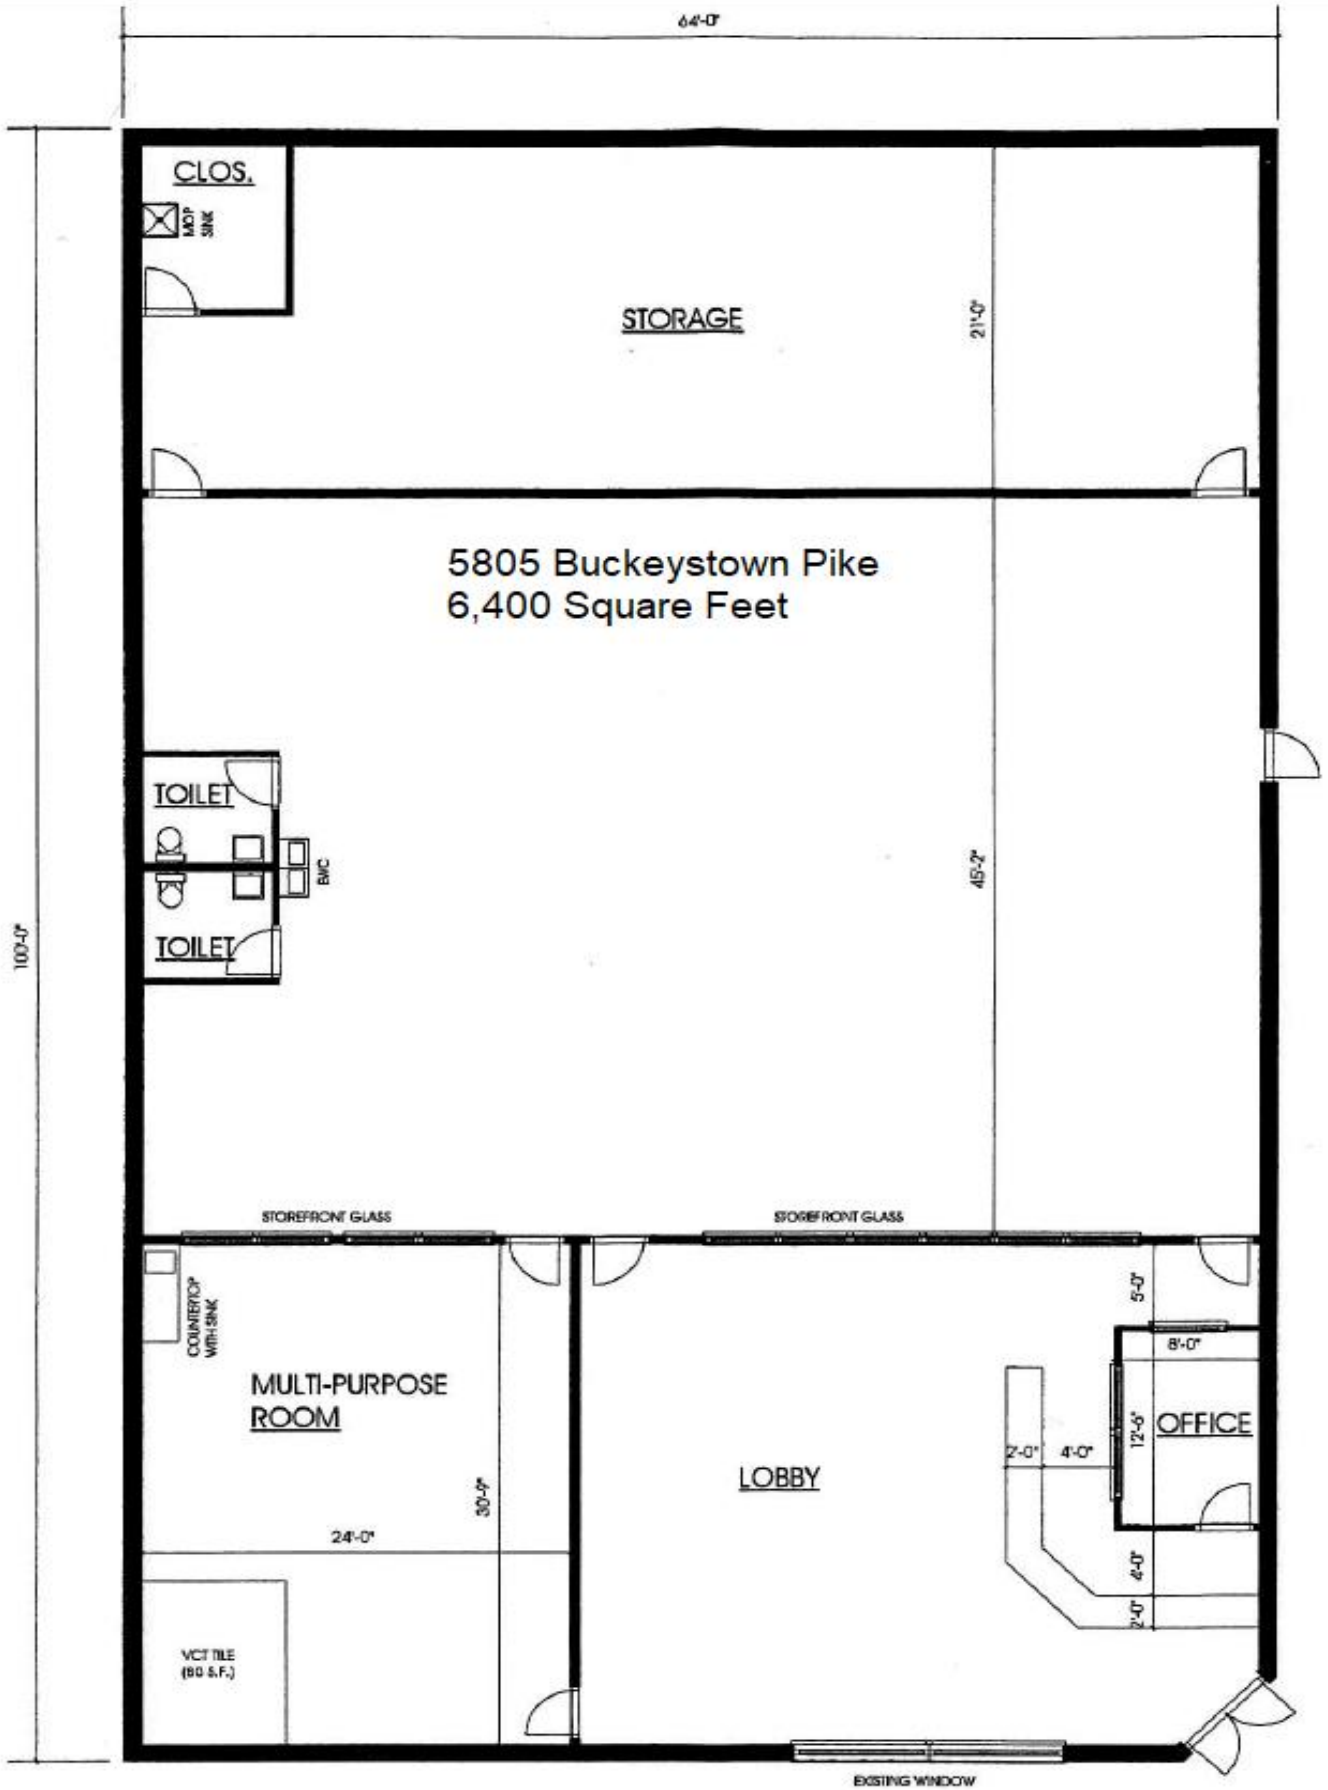 64'-0"
CLOS.
MOP
SINK
STORAGE
21'-0"
5805 Buckeystown Pike
6,400 Square Feet
TOILET
EWC
45'-2"
TOILET
100'-0"
STOREFRONT GLASS
STOREFRONT GLASS
COUNTERTOP
WITH SINK
5'-0"
8'-0"
MULTI-PURPOSE
ROOM
12'-6"
OFFICE
2'-0"
4'-0"
LOBBY
30'-9"
24'-0"
4'-0"
2'-0"
VCT TILE
(80 S.F.)
EXISTING WINDOW